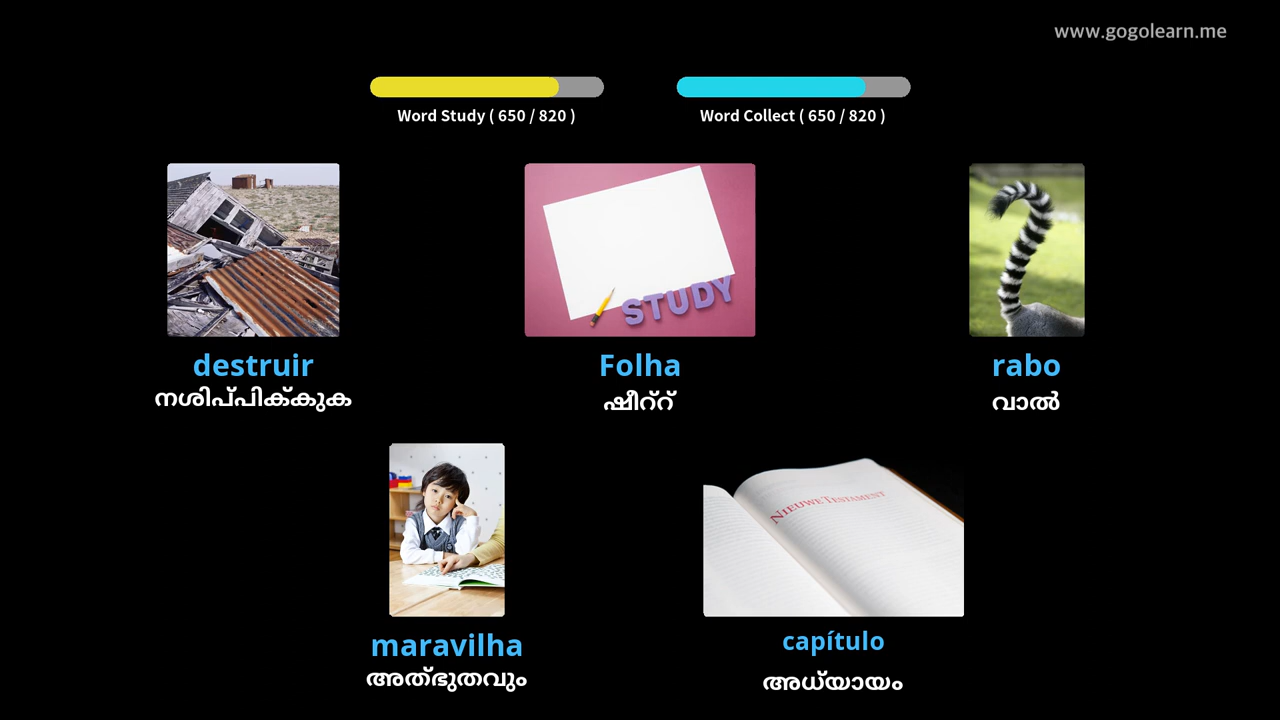 www.gogolearn.me
Word Study ( 650 / 820 )
Word Collect ( 650 / 820 )
STUDY
destruir
നശിപ്പിക്കുക
Folha
ഷീറ്റ്
rabo
വാൽ
NIEUWE TESTAMENT
maravilha
അത്ഭുതവും
capítulo
അധ്യായം